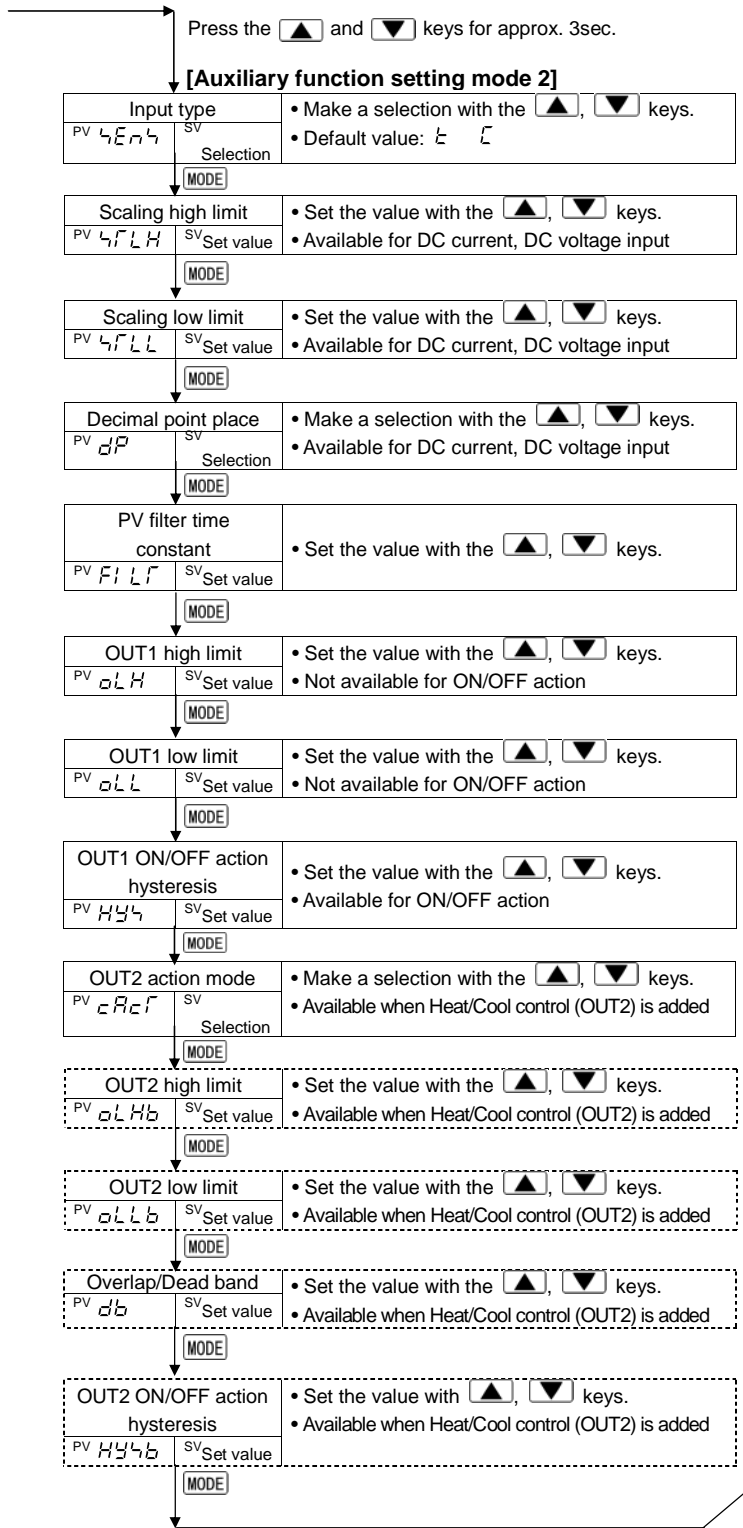 Press the ▲ and ▼ keys for approx. 3sec.
[Auxiliary function setting mode 2]
Input type
• Make a selection with the ▲, ▼ keys.
PV SEnS SV Selection
• Default value: E C
MODE
Scaling high limit
• Set the value with the ▲, ▼ keys.
PV SFLH SV Set value
• Available for DC current, DC voltage input
MODE
Scaling low limit
• Set the value with the ▲, ▼ keys.
PV SFLL SV Set value
• Available for DC current, DC voltage input
MODE
Decimal point place
• Make a selection with the ▲, ▼ keys.
PV dP SV Selection
• Available for DC current, DC voltage input
MODE
PV filter time
constant
• Set the value with the ▲, ▼ keys.
PV FILT SV Set value
MODE
OUT1 high limit
• Set the value with the ▲, ▼ keys.
PV oLH SV Set value
• Not available for ON/OFF action
MODE
OUT1 low limit
• Set the value with the ▲, ▼ keys.
PV oLL SV Set value
• Not available for ON/OFF action
MODE
OUT1 ON/OFF action
hysteresis
• Set the value with the ▲, ▼ keys.
PV HYS SV Set value
• Available for ON/OFF action
MODE
OUT2 action mode
• Make a selection with the ▲, ▼ keys.
PV cAcT SV Selection
• Available when Heat/Cool control (OUT2) is added
MODE
OUT2 high limit
• Set the value with the ▲, ▼ keys.
PV oLHb SV Set value
• Available when Heat/Cool control (OUT2) is added
MODE
OUT2 low limit
• Set the value with the ▲, ▼ keys.
PV oLLb SV Set value
• Available when Heat/Cool control (OUT2) is added
MODE
Overlap/Dead band
• Set the value with the ▲, ▼ keys.
PV db SV Set value
• Available when Heat/Cool control (OUT2) is added
MODE
OUT2 ON/OFF action
hysteresis
• Set the value with ▲, ▼ keys.
PV HYSb SV Set value
• Available when Heat/Cool control (OUT2) is added
MODE